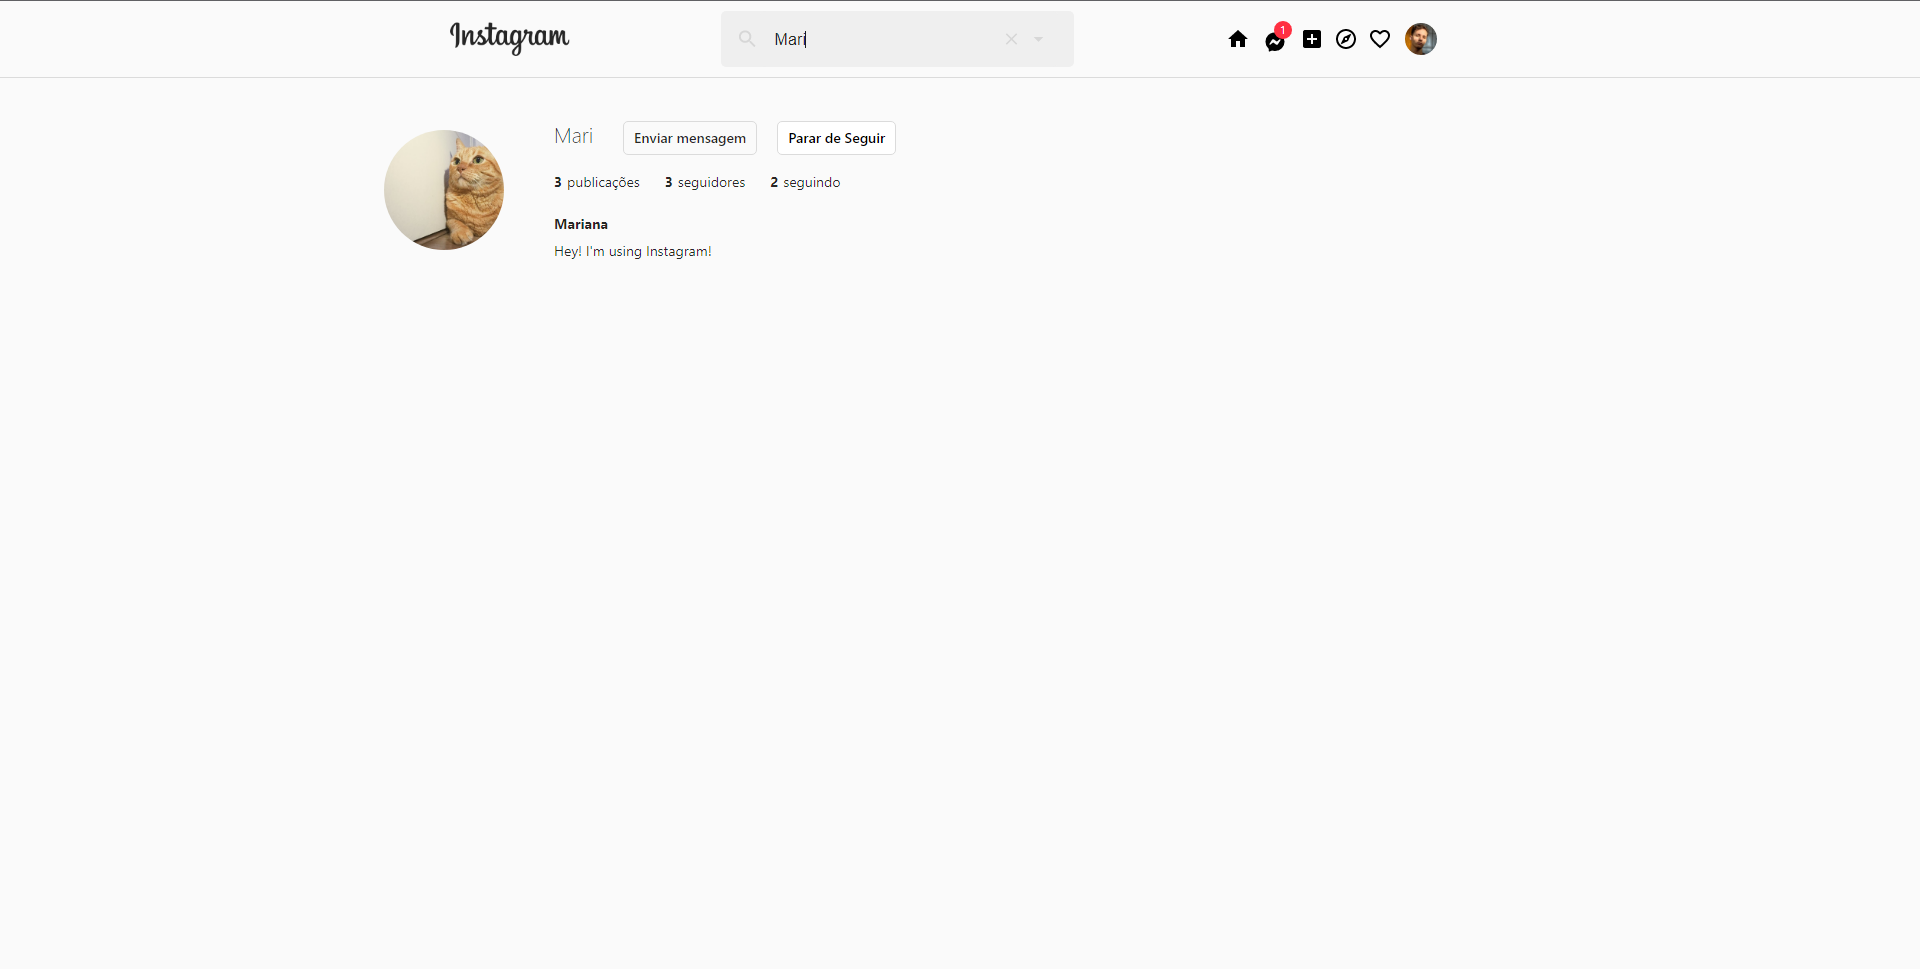 Instagram
Mari
1
Mari Enviar mensagem Parar de Seguir
3 publicações 3 seguidores 2 seguindo
Mariana
Hey! I'm using Instagram!